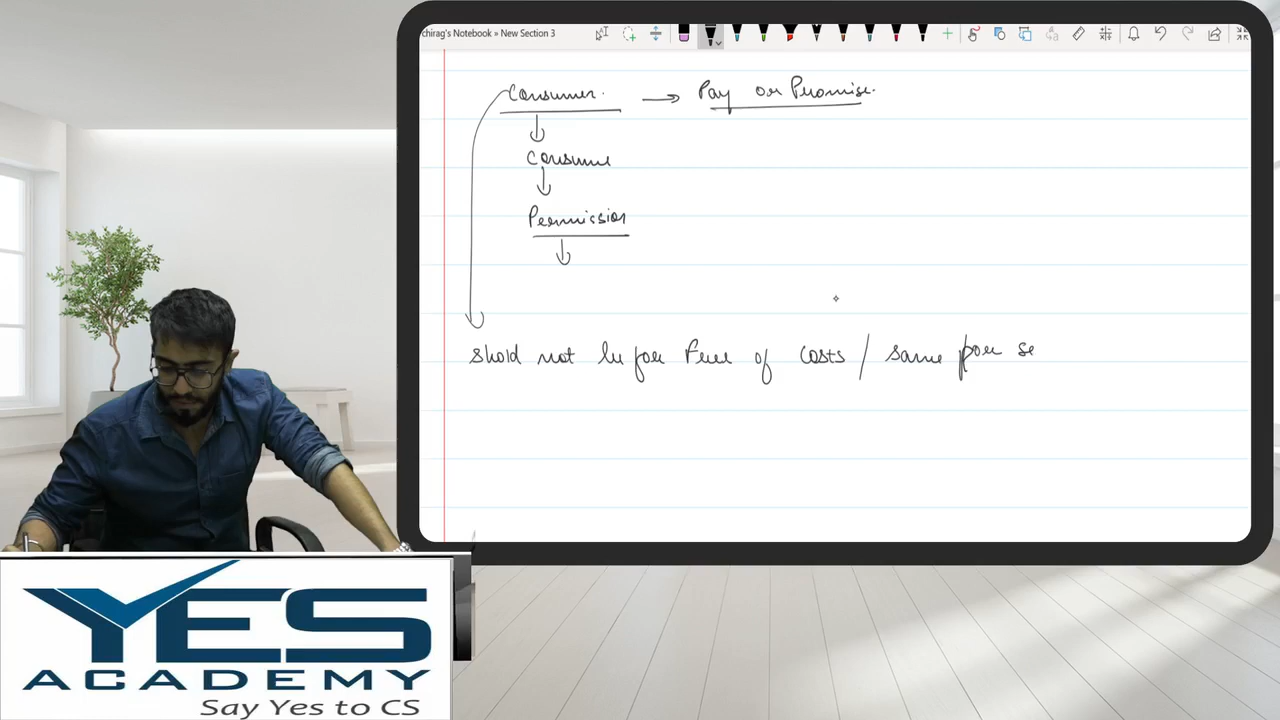 chirag's Notebook » New Section 3
Consumer. → Pay or Promise.
Consume
Permission
shold not be for Free of costs / same for se
YES
ACADEMY
Say Yes to CS